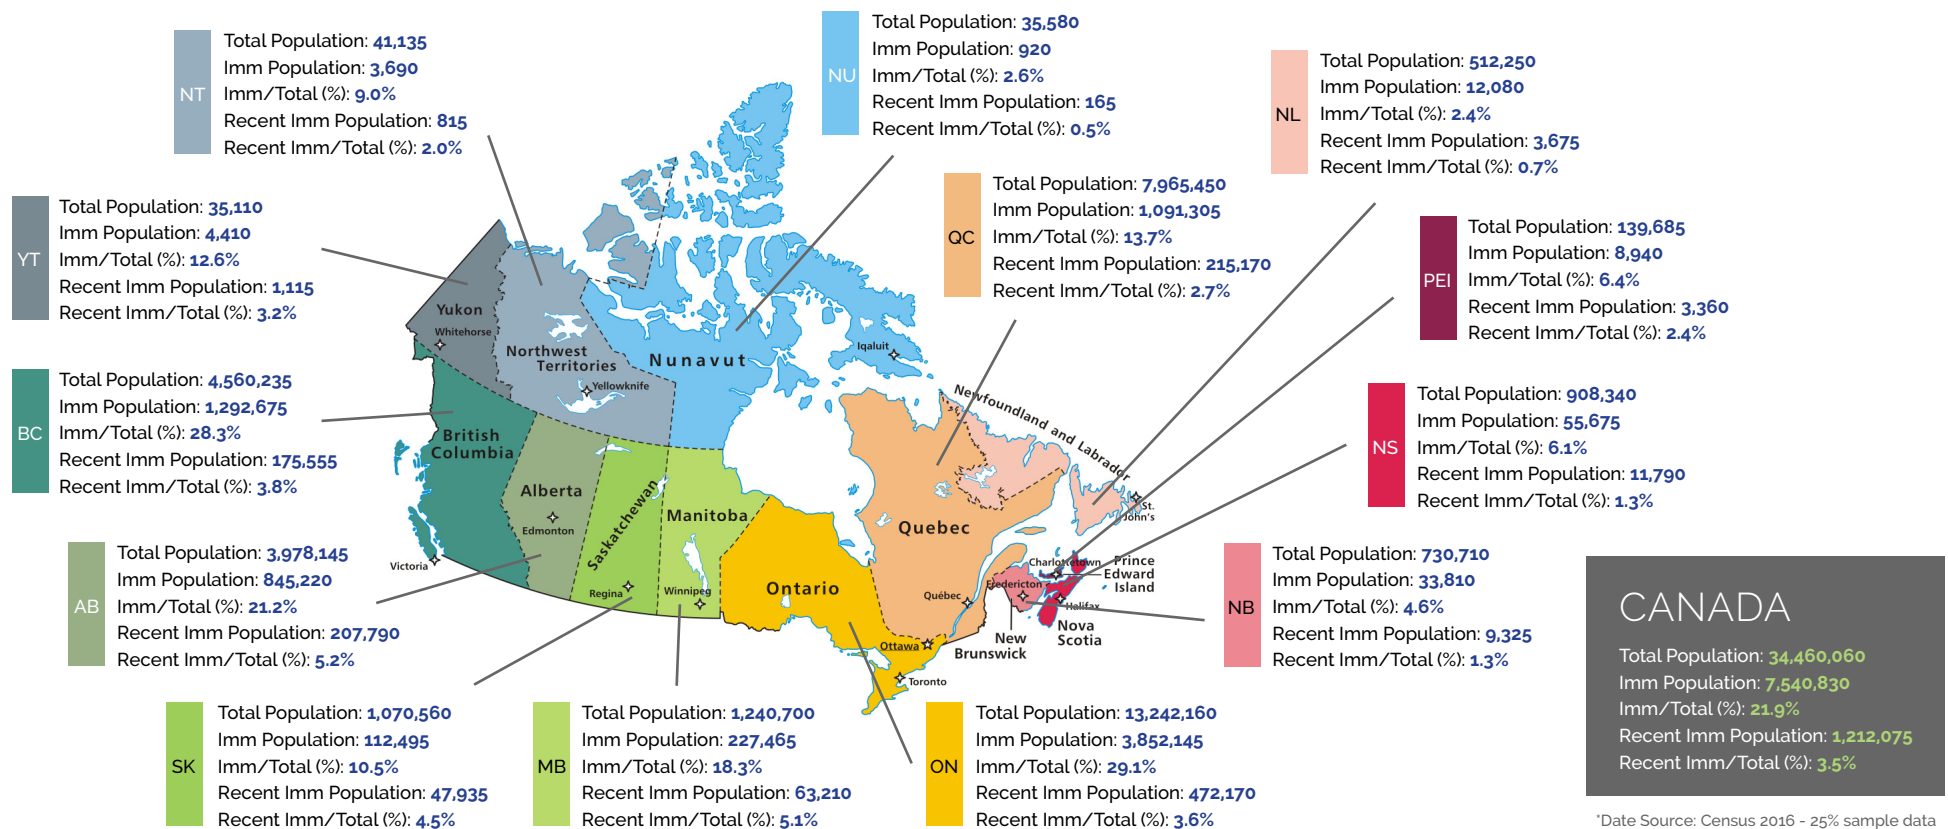 NT
Total Population: 41,135
Imm Population: 3,690
Imm/Total (%): 9.0%
Recent Imm Population: 815
Recent Imm/Total (%): 2.0%
NU
Total Population: 35,580
Imm Population: 920
Imm/Total (%): 2.6%
Recent Imm Population: 165
Recent Imm/Total (%): 0.5%
NL
Total Population: 512,250
Imm Population: 12,080
Imm/Total (%): 2.4%
Recent Imm Population: 3,675
Recent Imm/Total (%): 0.7%
YT
Total Population: 35,110
Imm Population: 4,410
Imm/Total (%): 12.6%
Recent Imm Population: 1,115
Recent Imm/Total (%): 3.2%
QC
Total Population: 7,965,450
Imm Population: 1,091,305
Imm/Total (%): 13.7%
Recent Imm Population: 215,170
Recent Imm/Total (%): 2.7%
PEI
Total Population: 139,685
Imm Population: 8,940
Imm/Total (%): 6.4%
Recent Imm Population: 3,360
Recent Imm/Total (%): 2.4%
BC
Total Population: 4,560,235
Imm Population: 1,292,675
Imm/Total (%): 28.3%
Recent Imm Population: 175,555
Recent Imm/Total (%): 3.8%
NS
Total Population: 908,340
Imm Population: 55,675
Imm/Total (%): 6.1%
Recent Imm Population: 11,790
Recent Imm/Total (%): 1.3%
Yukon
Whitehorse
Northwest
Territories
Yellowknife
Nunavut
Iqaluit
Newfoundland and Labrador
St.
John's
British
Columbia
Victoria
Alberta
Edmonton
Saskatchewan
Regina
Manitoba
Winnipeg
Ontario
Ottawa
Toronto
Quebec
Québec
Charlottetown
Prince
Edward
Island
Fredericton
Halifax
Nova
Scotia
New
Brunswick
AB
Total Population: 3,978,145
Imm Population: 845,220
Imm/Total (%): 21.2%
Recent Imm Population: 207,790
Recent Imm/Total (%): 5.2%
NB
Total Population: 730,710
Imm Population: 33,810
Imm/Total (%): 4.6%
Recent Imm Population: 9,325
Recent Imm/Total (%): 1.3%
SK
Total Population: 1,070,560
Imm Population: 112,495
Imm/Total (%): 10.5%
Recent Imm Population: 47,935
Recent Imm/Total (%): 4.5%
MB
Total Population: 1,240,700
Imm Population: 227,465
Imm/Total (%): 18.3%
Recent Imm Population: 63,210
Recent Imm/Total (%): 5.1%
ON
Total Population: 13,242,160
Imm Population: 3,852,145
Imm/Total (%): 29.1%
Recent Imm Population: 472,170
Recent Imm/Total (%): 3.6%
CANADA
Total Population: 34,460,060
Imm Population: 7,540,830
Imm/Total (%): 21.9%
Recent Imm Population: 1,212,075
Recent Imm/Total (%): 3.5%
*Date Source: Census 2016 - 25% sample data